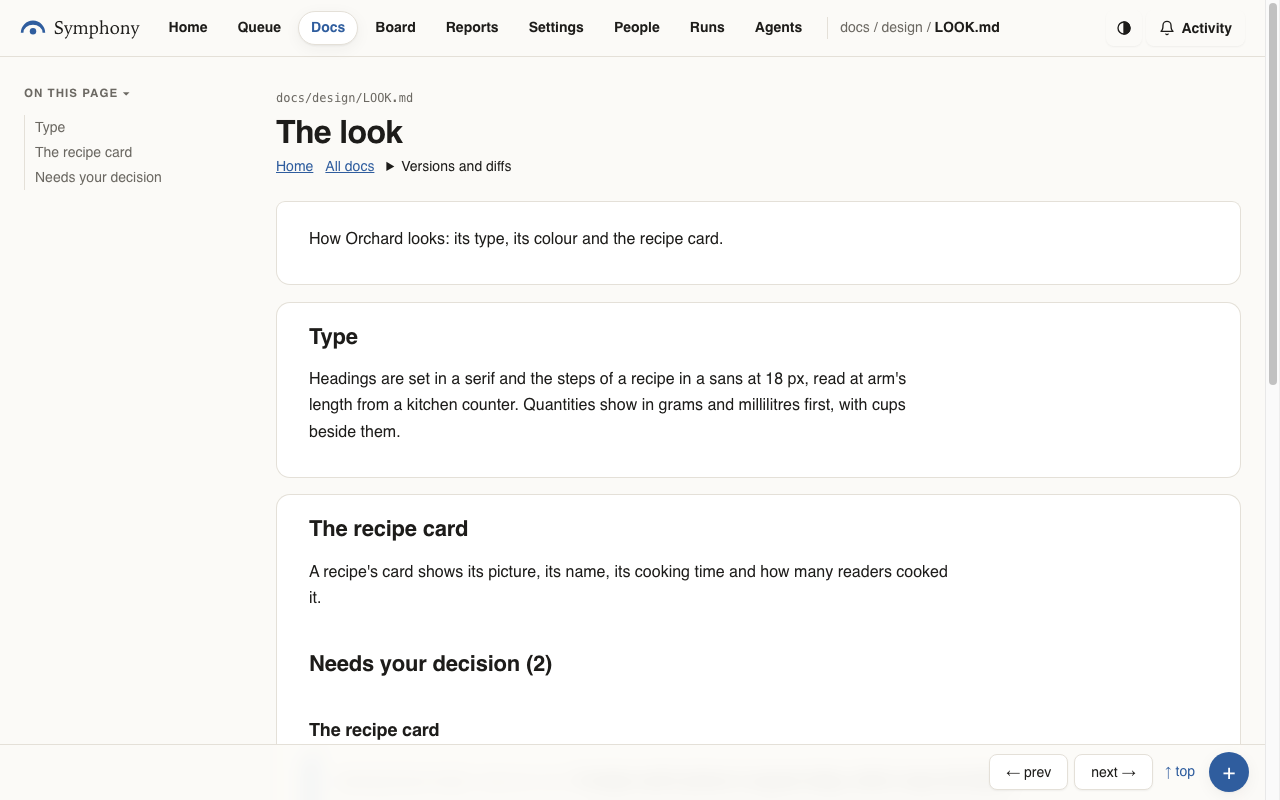 Symphony
Home Queue Docs Board Reports Settings People Runs Agents docs / design / LOOK.md Activity
ON THIS PAGE
Type
The recipe card
Needs your decision
docs/design/LOOK.md
The look
Home All docs ▶ Versions and diffs
How Orchard looks: its type, its colour and the recipe card.
Type
Headings are set in a serif and the steps of a recipe in a sans at 18 px, read at arm's
length from a kitchen counter. Quantities show in grams and millilitres first, with cups
beside them.
The recipe card
A recipe's card shows its picture, its name, its cooking time and how many readers cooked
it.
Needs your decision (2)
The recipe card
← prev next → ↑ top +